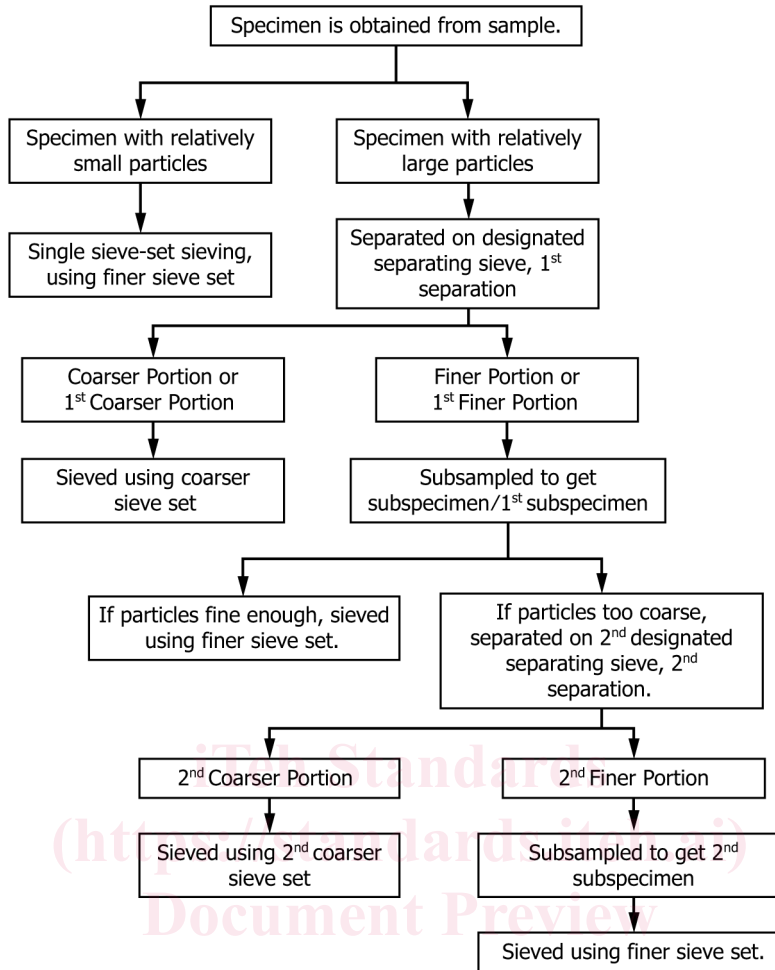 Specimen is obtained from sample.
Specimen with relatively
small particles
Specimen with relatively
large particles
Single sieve-set sieving,
using finer sieve set
Separated on designated
separating sieve, 1st
separation
Coarser Portion or
1st Coarser Portion
Finer Portion or
1st Finer Portion
Sieved using coarser
sieve set
Subsampled to get
subspecimen/1st subspecimen
If particles fine enough, sieved
using finer sieve set.
If particles too coarse,
separated on 2nd designated
separating sieve, 2nd
separation.
iTeh Standards
2nd Coarser Portion
2nd Finer Portion
(https://standards.iteh.ai)
Sieved using 2nd coarser
sieve set
Subsampled to get 2nd
subspecimen
Document Preview
Sieved using finer sieve set.